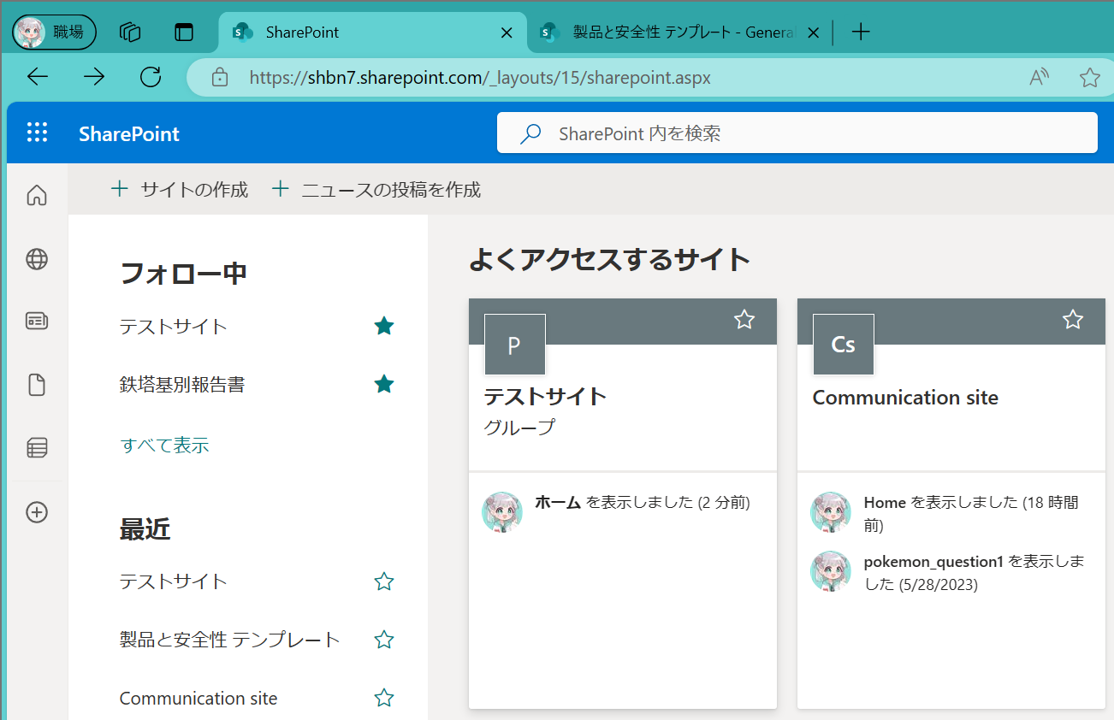 職場
SharePoint
製品と安全性 テンプレート - Genera
https://shbn7.sharepoint.com/_layouts/15/sharepoint.aspx
SharePoint
SharePoint 内を検索
サイトの作成
ニュースの投稿を作成
フォロー中
テストサイト
鉄塔基別報告書
すべて表示
最近
テストサイト
製品と安全性 テンプレート
Communication site
よくアクセスするサイト
P
テストサイト
グループ
ホーム を表示しました (2 分前)
Cs
Communication site
Home を表示しました (18 時間
前)
pokemon_question1 を表示しま
した (5/28/2023)